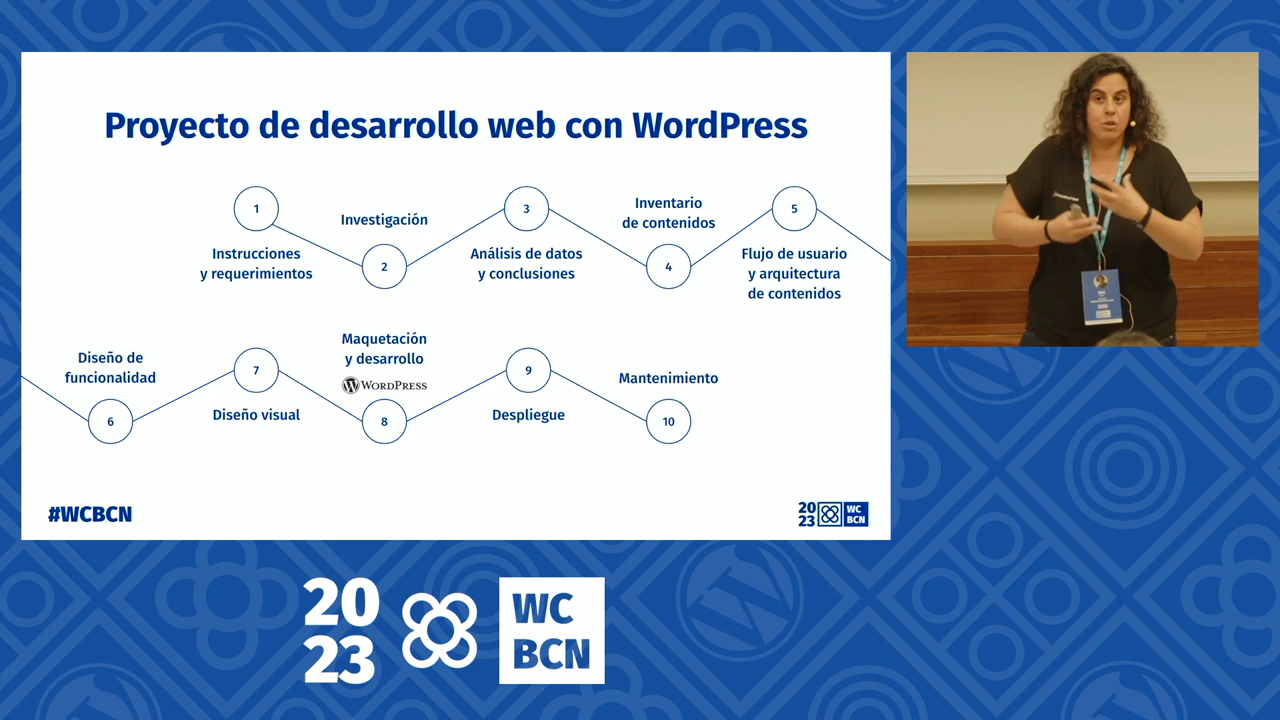 Proyecto de desarrollo web con WordPress
1
Instrucciones
y requerimientos
Investigación
2
3
Análisis de datos
y conclusiones
Inventario
de contenidos
4
5
Flujo de usuario
y arquitectura
de contenidos
Diseño de
funcionalidad
6
7
Diseño visual
Maquetación
y desarrollo
WORDPRESS
8
9
Despliegue
Mantenimiento
10
#WCBCN
20
23
WC
BCN
20
23
WC
BCN